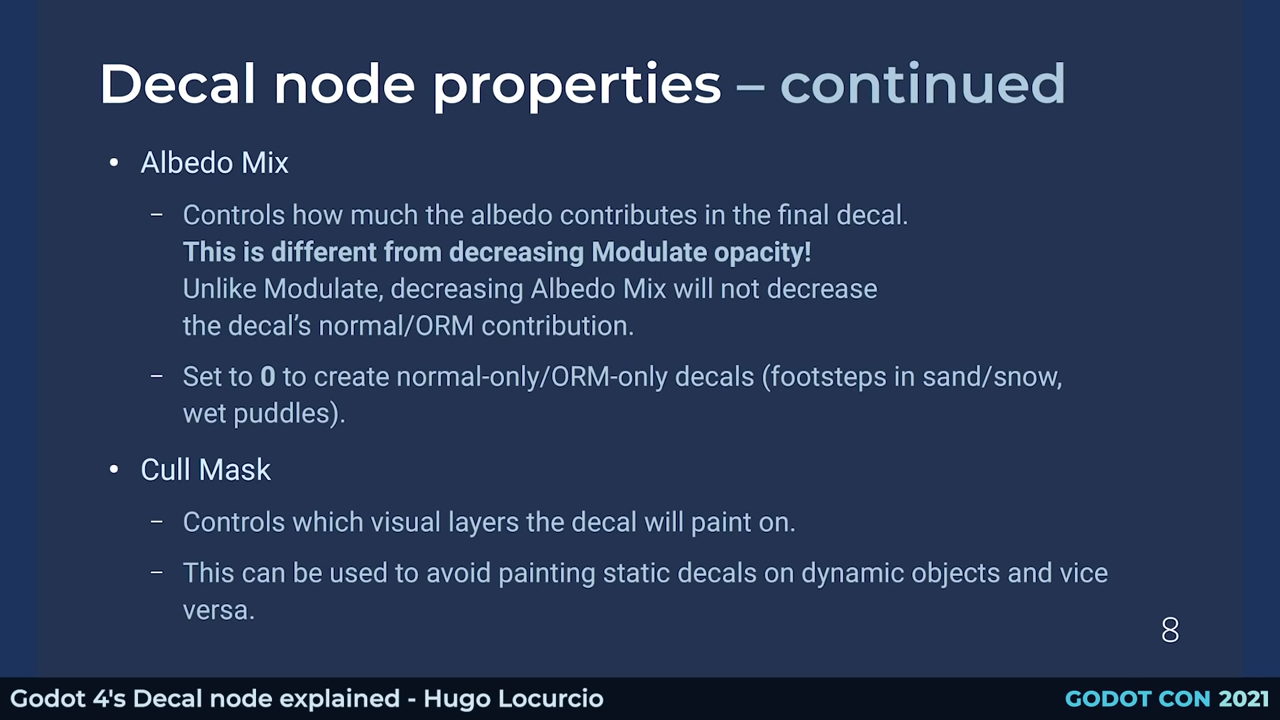 Decal node properties – continued
• Albedo Mix
– Controls how much the albedo contributes in the final decal.
This is different from decreasing Modulate opacity!
Unlike Modulate, decreasing Albedo Mix will not decrease
the decal’s normal/ORM contribution.
– Set to 0 to create normal-only/ORM-only decals (footsteps in sand/snow,
wet puddles).
• Cull Mask
– Controls which visual layers the decal will paint on.
– This can be used to avoid painting static decals on dynamic objects and vice
versa.
8
Godot 4's Decal node explained - Hugo Locurcio
GODOT CON 2021